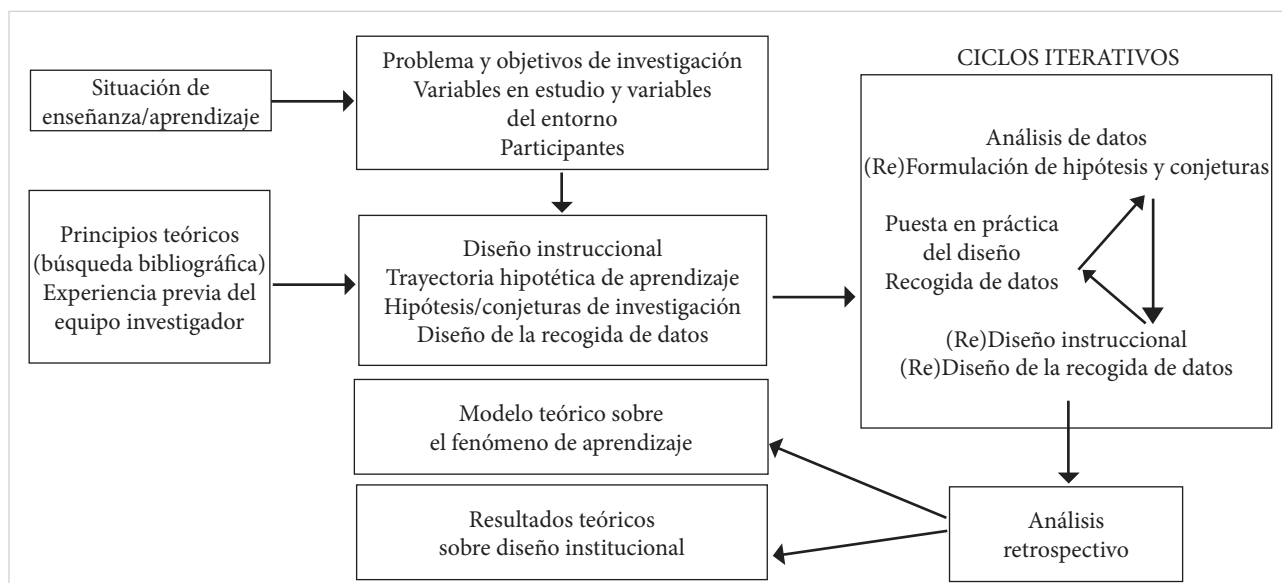 Situación de
enseñanza/aprendizaje
Problema y objetivos de investigación
Variables en estudio y variables
del entorno
Participantes
Principios teóricos
(búsqueda bibliográfica)
Experiencia previa del
equipo investigador
Diseño instruccional
Trayectoria hipotética de aprendizaje
Hipótesis/conjeturas de investigación
Diseño de la recogida de datos
CICLOS ITERATIVOS
Análisis de datos
(Re)Formulación de hipótesis y conjeturas
Puesta en práctica
del diseño
Recogida de datos
(Re)Diseño instruccional
(Re)Diseño de la recogida de datos
Modelo teórico sobre
el fenómeno de aprendizaje
Resultados teóricos
sobre diseño institucional
Análisis
retrospectivo